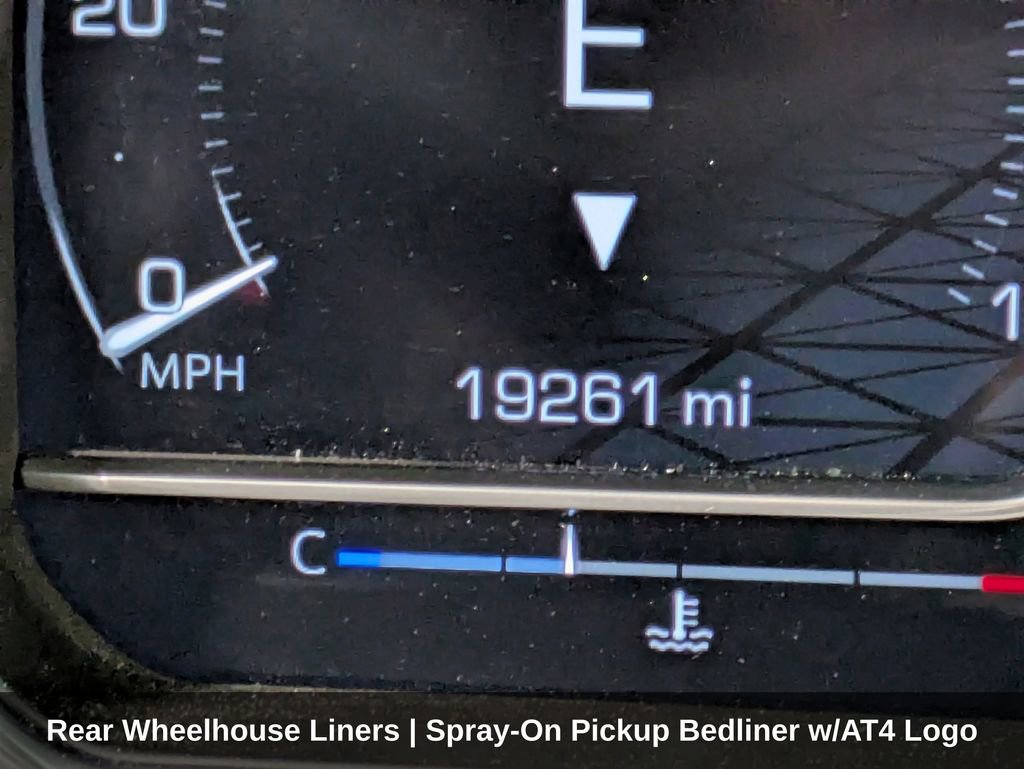 20
E
0
1
MPH
19261 mi
C
Rear Wheelhouse Liners | Spray-On Pickup Bedliner w/AT4 Logo